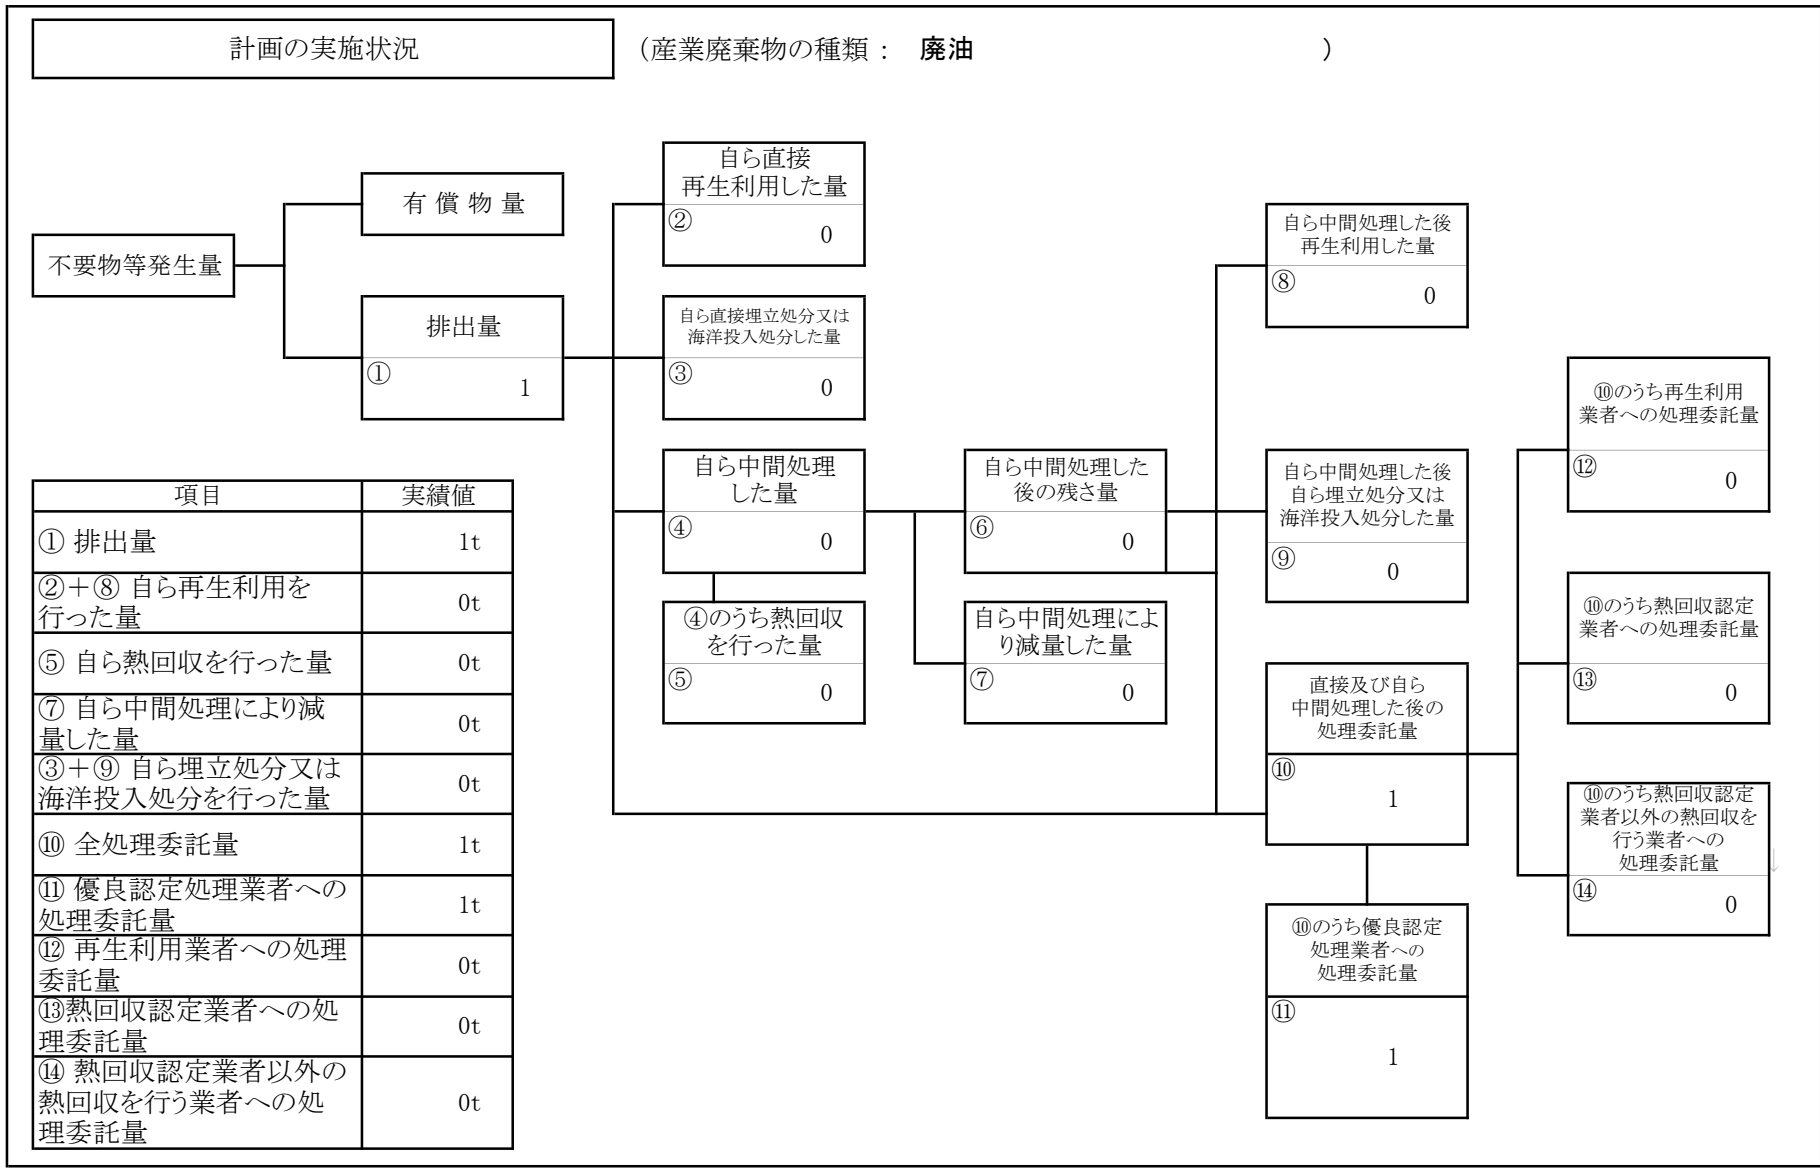 計画の実施状況
（産業廃棄物の種類： 廃油 ）
自ら直接
再生利用した量
②
0
有 償 物 量
不要物等発生量
自ら中間処理した後
再生利用した量
⑧
0
排出量
①
1
自ら直接埋立処分又は
海洋投入処分した量
③
0
⑩のうち再生利用
業者への処理委託量
⑫
0
自ら中間処理
した量
④
0
自ら中間処理した
後の残さ量
⑥
0
自ら中間処理した後
自ら埋立処分又は
海洋投入処分した量
⑨
0
④のうち熱回収
を行った量
⑤
0
自ら中間処理によ
り減量した量
⑦
0
⑩のうち熱回収認定
業者への処理委託量
⑬
0
直接及び自ら
中間処理した後の
処理委託量
⑩
1
⑩のうち熱回収認定
業者以外の熱回収を
行う業者への
処理委託量
↓
⑭
0
⑩のうち優良認定
処理業者への
処理委託量
⑪
1
項目 実績値
① 排出量 1t
②＋⑧ 自ら再生利用を
行った量 0t
⑤ 自ら熱回収を行った量 0t
⑦ 自ら中間処理により減
量した量 0t
③＋⑨ 自ら埋立処分又は
海洋投入処分を行った量 0t
⑩ 全処理委託量 1t
⑪ 優良認定処理業者への
処理委託量 1t
⑫ 再生利用業者への処理
委託量 0t
⑬熱回収認定業者への処
理委託量 0t
⑭ 熱回収認定業者以外の
熱回収を行う業者への処
理委託量 0t